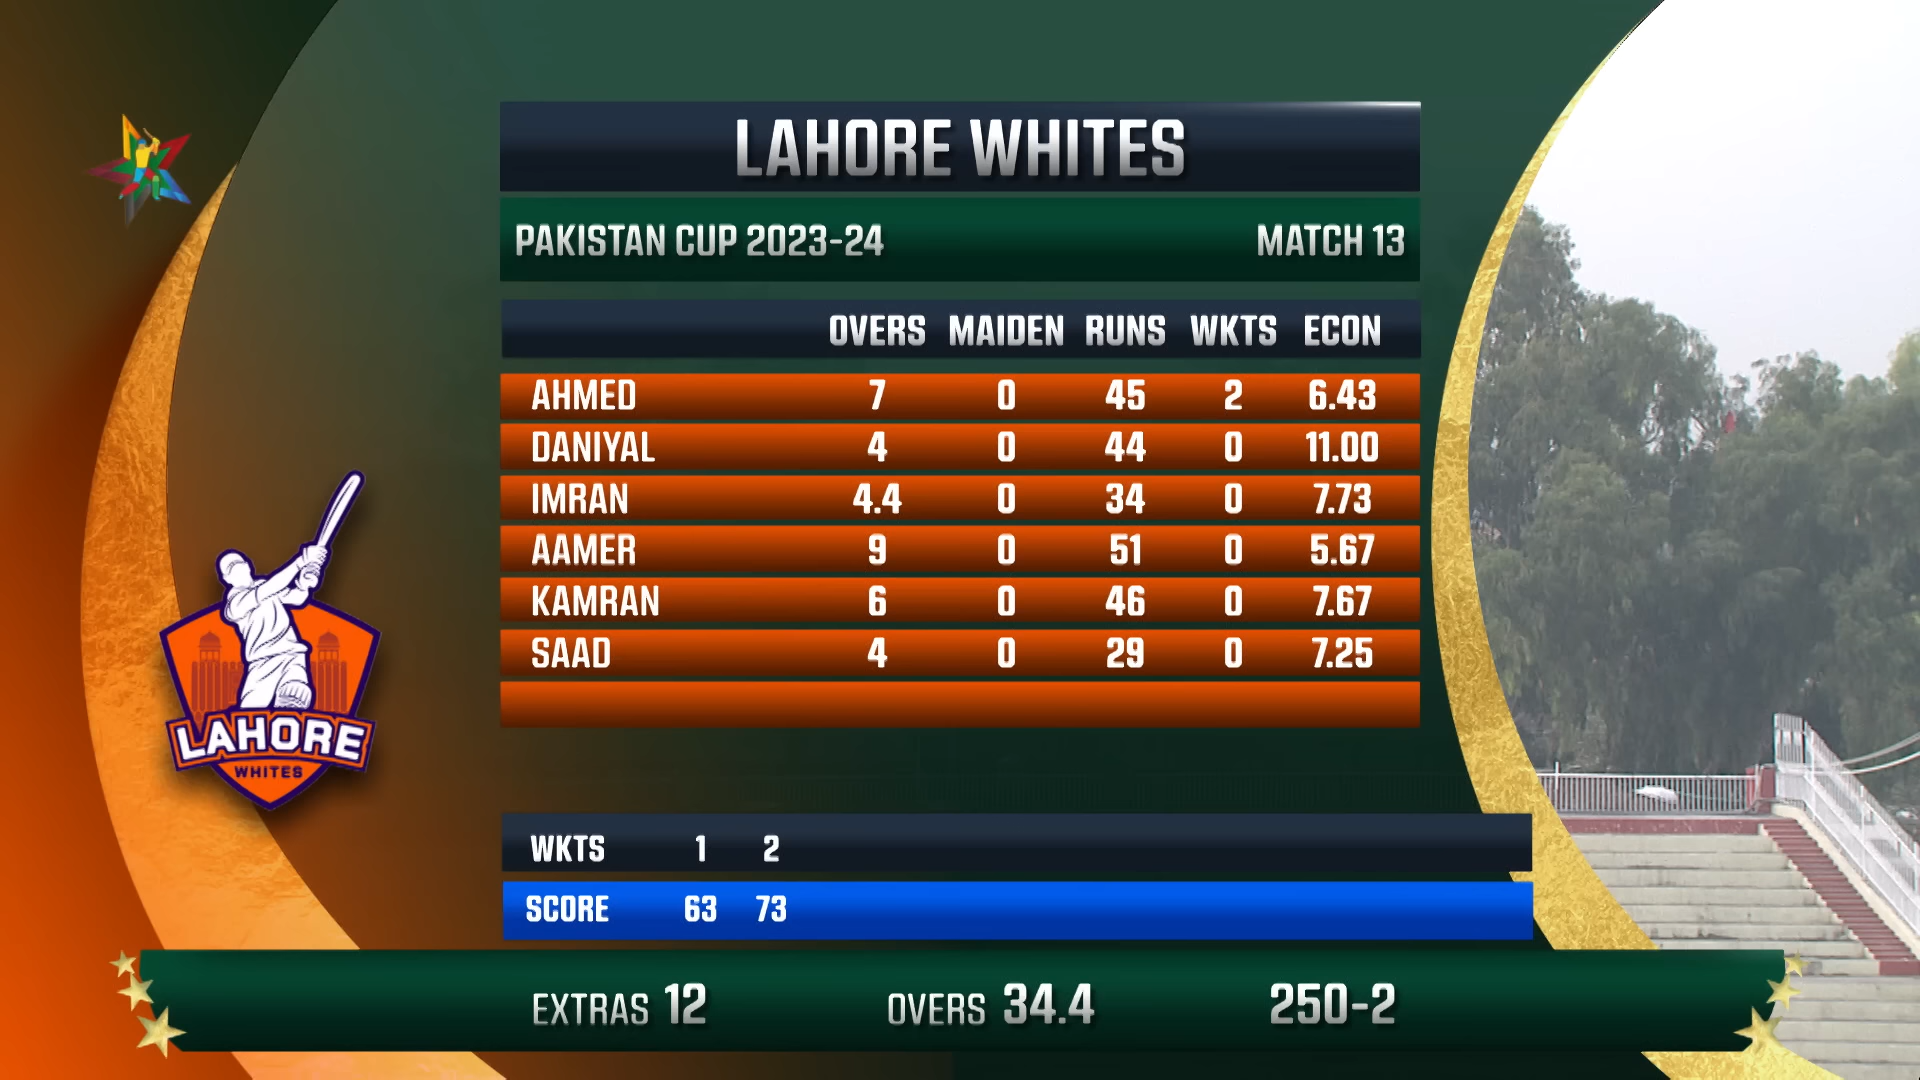 LAHORE WHITES
PAKISTAN CUP 2023-24 MATCH 13
OVERS MAIDEN RUNS WKTS ECON
AHMED 7 0 45 2 6.43
DANIYAL 4 0 44 0 11.00
IMRAN 4.4 0 34 0 7.73
AAMER 9 0 51 0 5.67
KAMRAN 6 0 46 0 7.67
SAAD 4 0 29 0 7.25
LAHORE
WHITES
WKTS 1 2
SCORE 63 73
EXTRAS 12 OVERS 34.4 250-2